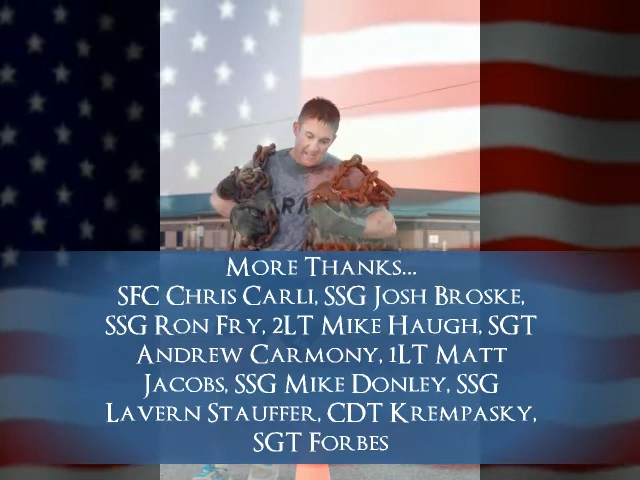 ARM
More Thanks...
SFC Chris Carli, SSG Josh Broske,
SSG Ron Fry, 2LT Mike Haugh, SGT
Andrew Carmony, 1LT Matt
Jacobs, SSG Mike Donley, SSG
Lavern Stauffer, CDT Krempasky,
SGT Forbes